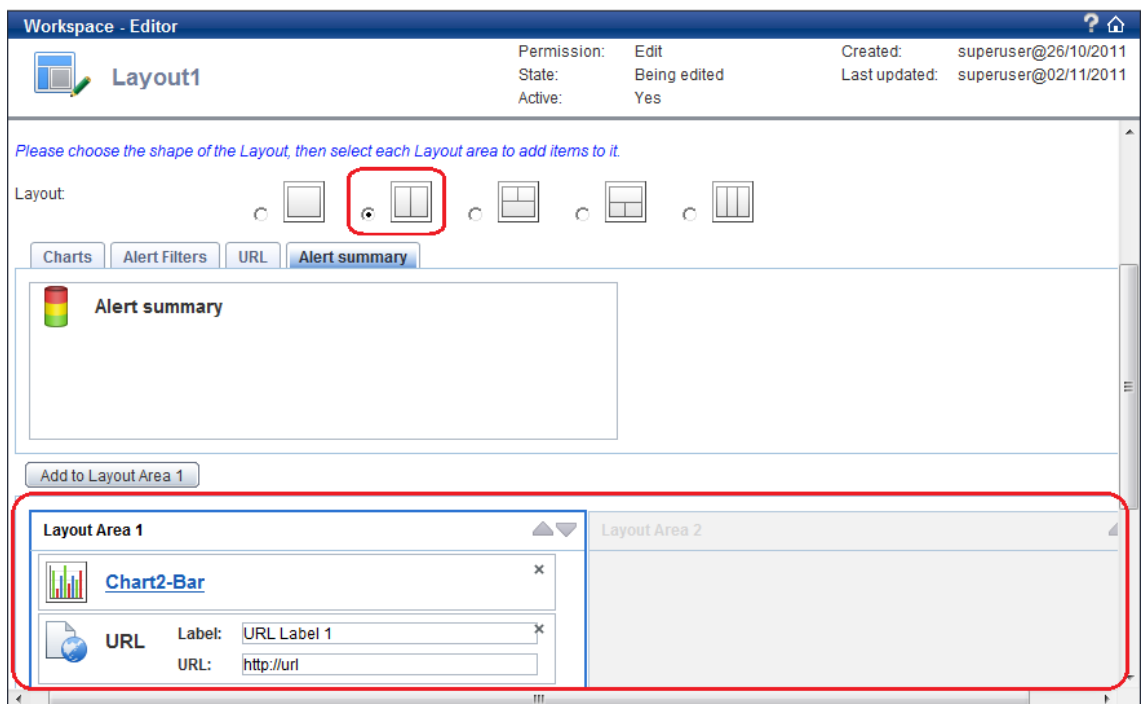 Workspace - Editor
?
Layout1
Permission: Edit
State: Being edited
Active: Yes
Created: superuser@26/10/2011
Last updated: superuser@02/11/2011
Please choose the shape of the Layout, then select each Layout area to add items to it.
Layout:
Charts Alert Filters URL Alert summary
Alert summary
Add to Layout Area 1
Layout Area 1 Layout Area 2
Chart2-Bar ×
URL Label: URL Label 1 ×
URL: http://url